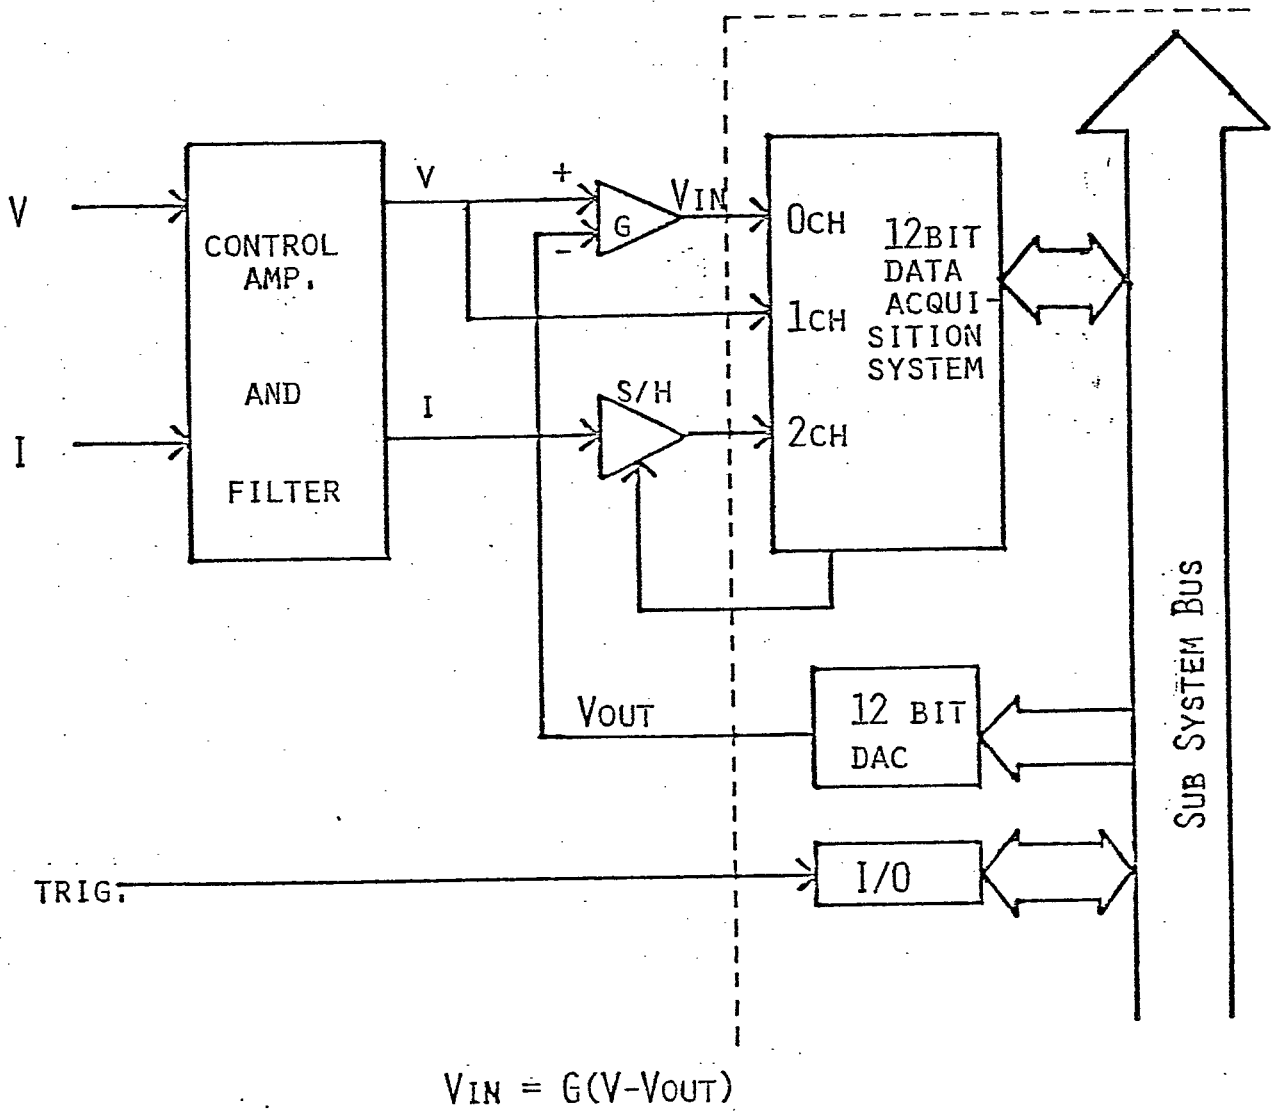 V
I
CONTROL
AMP.
AND
FILTER
V
I
+
-
G
VIN
S/H
0CH
1CH
2CH
12BIT
DATA
ACQUI-
SITION
SYSTEM
VOUT
12 BIT
DAC
TRIG.
I/O
SUB SYSTEM BUS
VIN = G(V-VOUT)